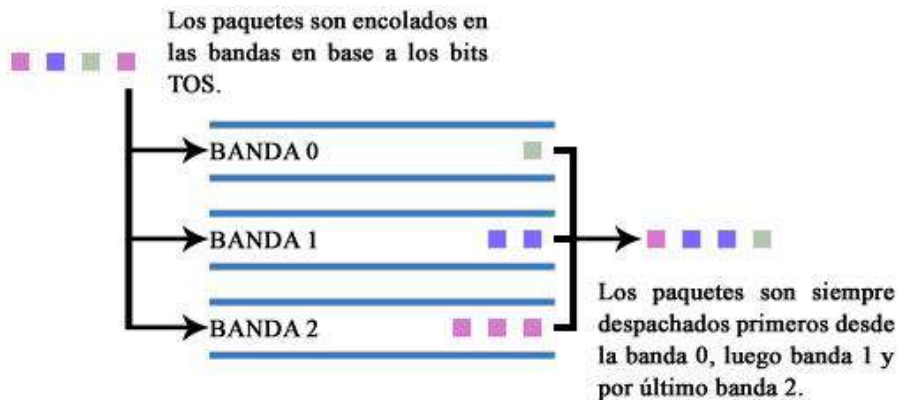 Los paquetes son encolados en
las bandas en base a los bits
TOS.
BANDA 0
BANDA 1
BANDA 2
Los paquetes son siempre
despachados primeros desde
la banda 0, luego banda 1 y
por último banda 2.